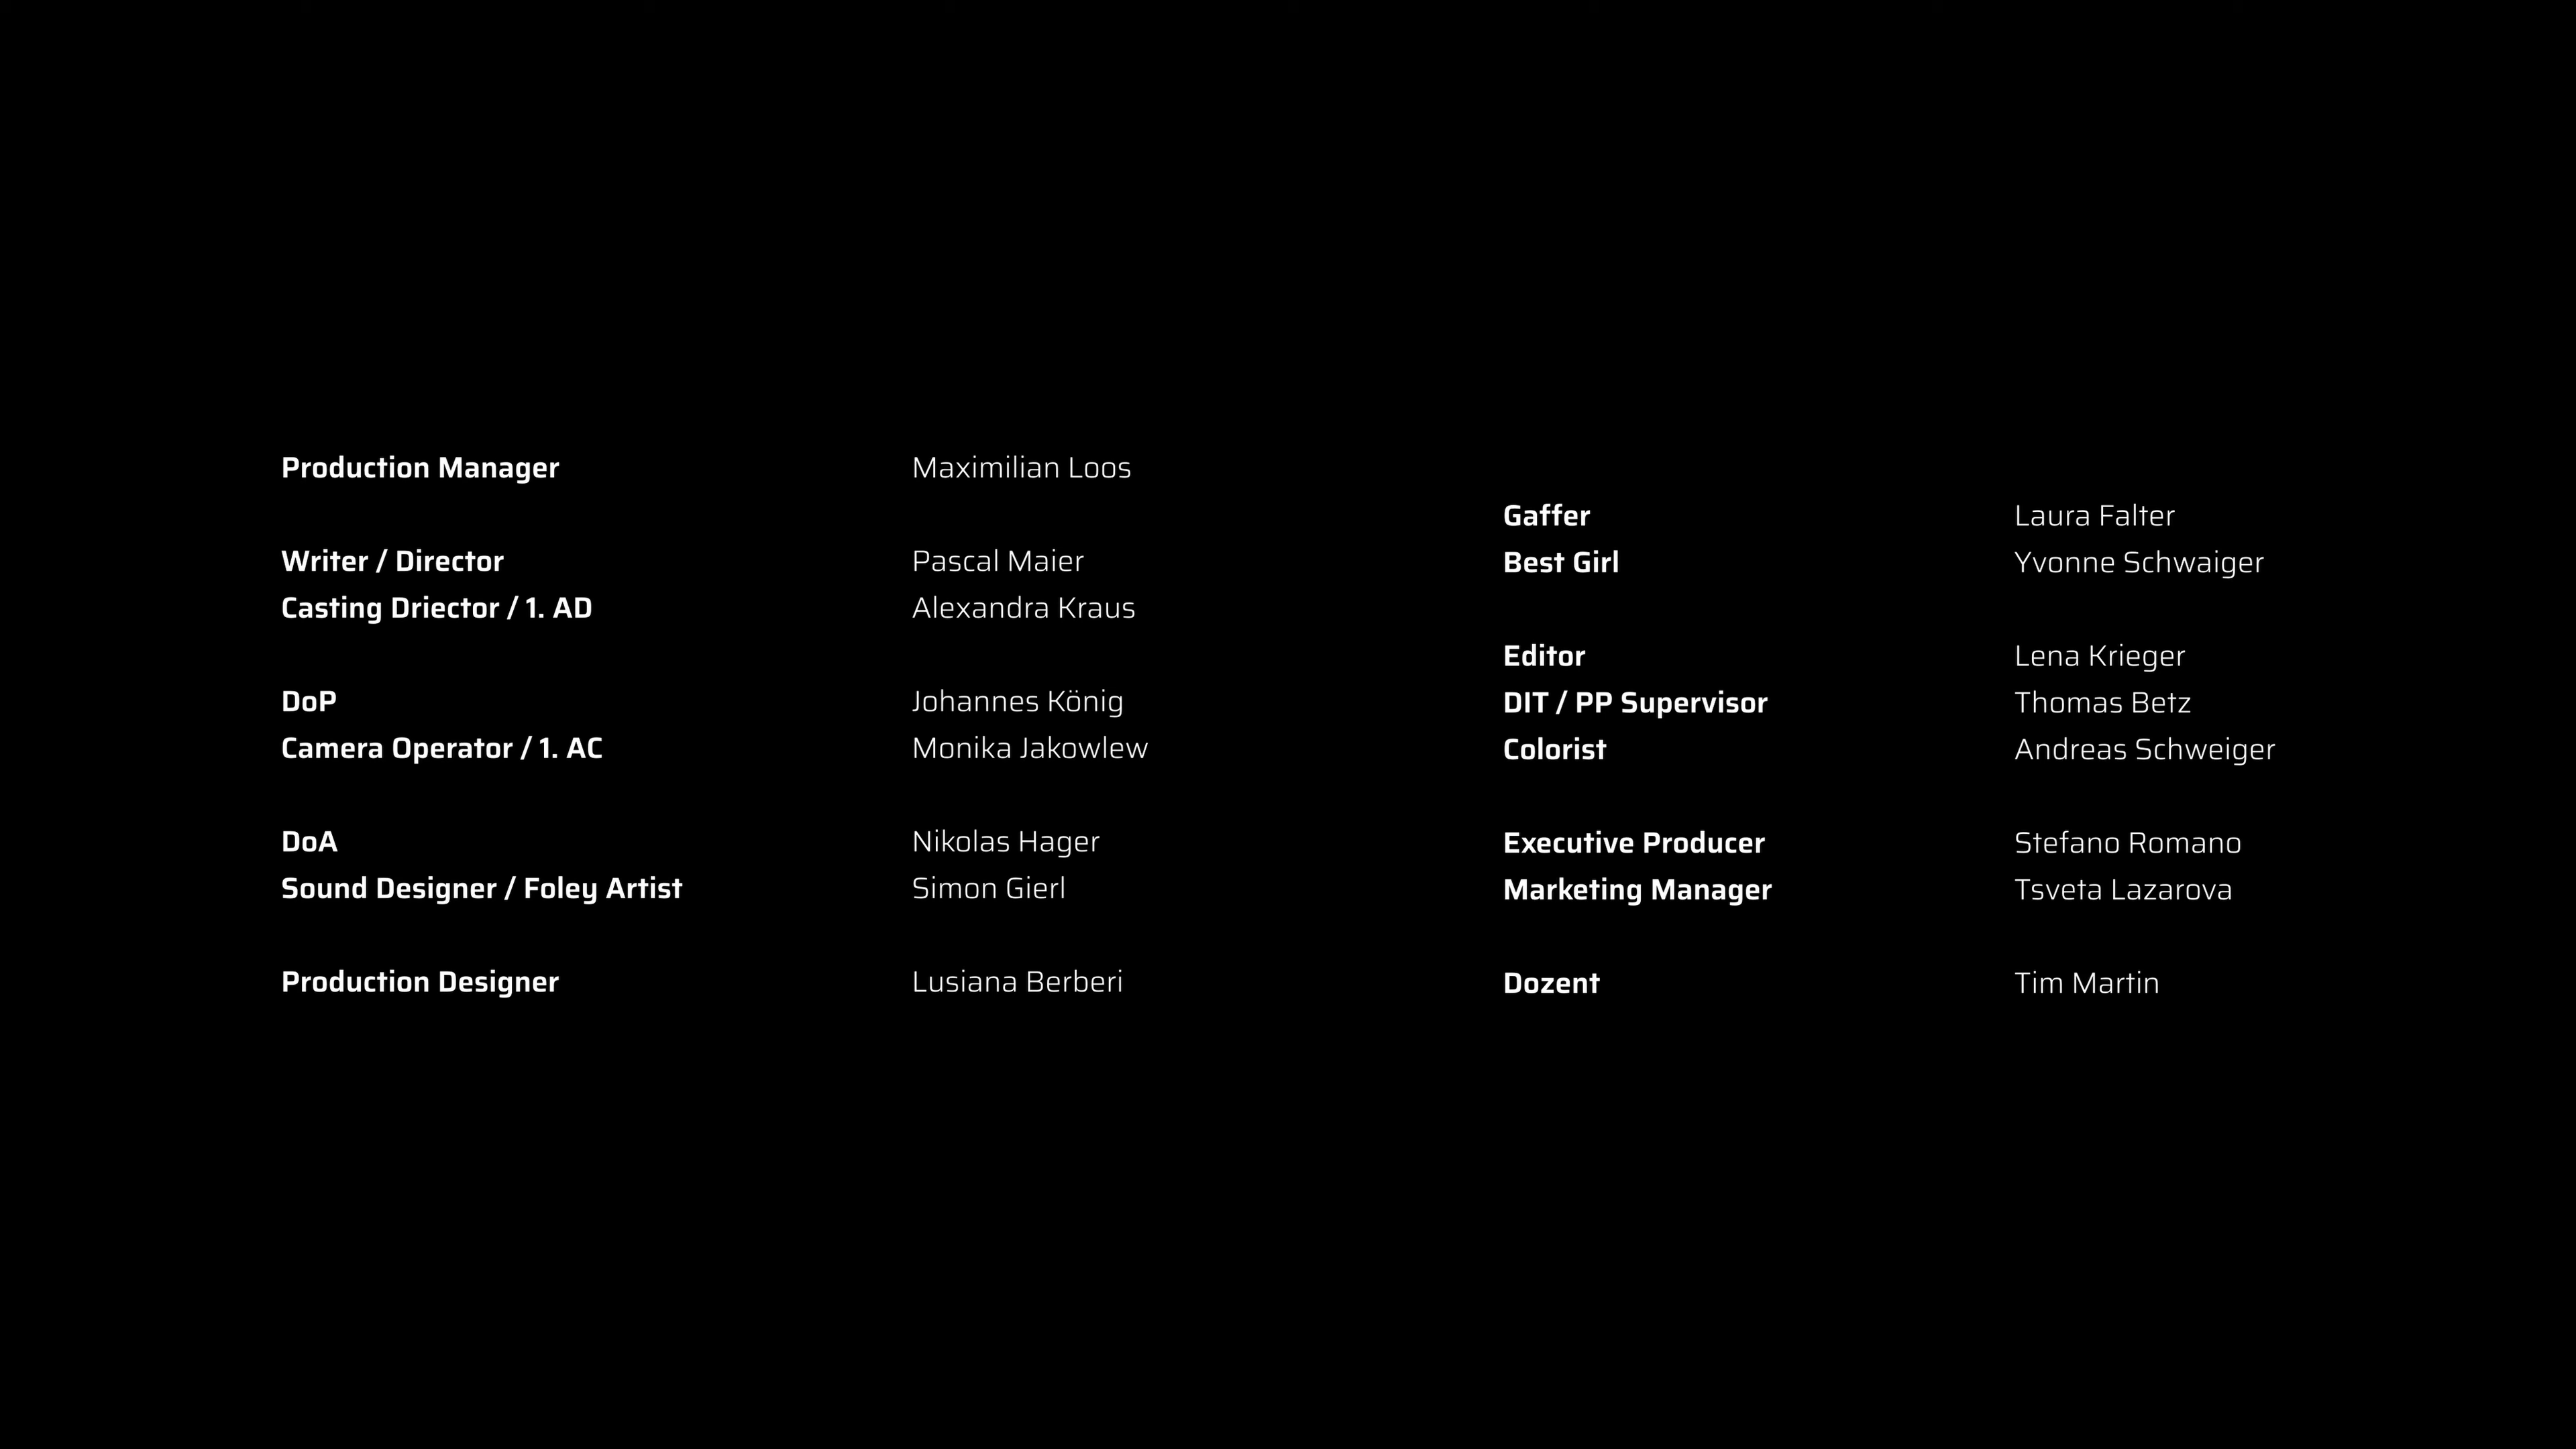 Production Manager Maximilian Loos
Writer / Director Pascal Maier
Casting Driector / 1. AD Alexandra Kraus
DoP Johannes König
Camera Operator / 1. AC Monika Jakowlew
DoA Nikolas Hager
Sound Designer / Foley Artist Simon Gierl
Production Designer Lusiana Berberi
Gaffer Laura Falter
Best Girl Yvonne Schwaiger
Editor Lena Krieger
DIT / PP Supervisor Thomas Betz
Colorist Andreas Schweiger
Executive Producer Stefano Romano
Marketing Manager Tsveta Lazarova
Dozent Tim Martin